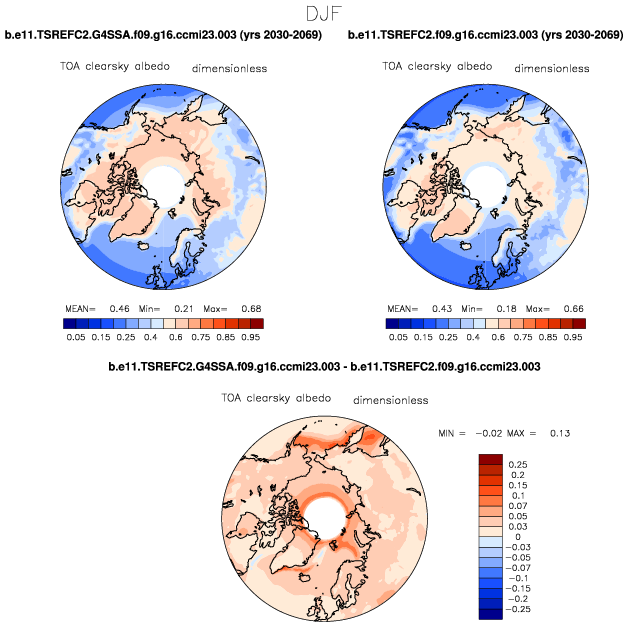 DJF
b.e11.TSREFC2.G4SSA.f09.g16.ccmi23.003 (yrs 2030-2069) b.e11.TSREFC2.f09.g16.ccmi23.003 (yrs 2030-2069)
TOA clearsky albedo dimensionless TOA clearsky albedo dimensionless
MEAN= 0.46 Min= 0.21 Max= 0.68 MEAN= 0.43 Min= 0.18 Max= 0.66
0.05 0.15 0.25 0.4 0.6 0.75 0.85 0.95 0.05 0.15 0.25 0.4 0.6 0.75 0.85 0.95
b.e11.TSREFC2.G4SSA.f09.g16.ccmi23.003 - b.e11.TSREFC2.f09.g16.ccmi23.003
TOA clearsky albedo dimensionless
MIN = -0.02 MAX = 0.13
0.25
0.2
0.15
0.1
0.07
0.05
0.03
0
-0.03
-0.05
-0.07
-0.1
-0.15
-0.2
-0.25